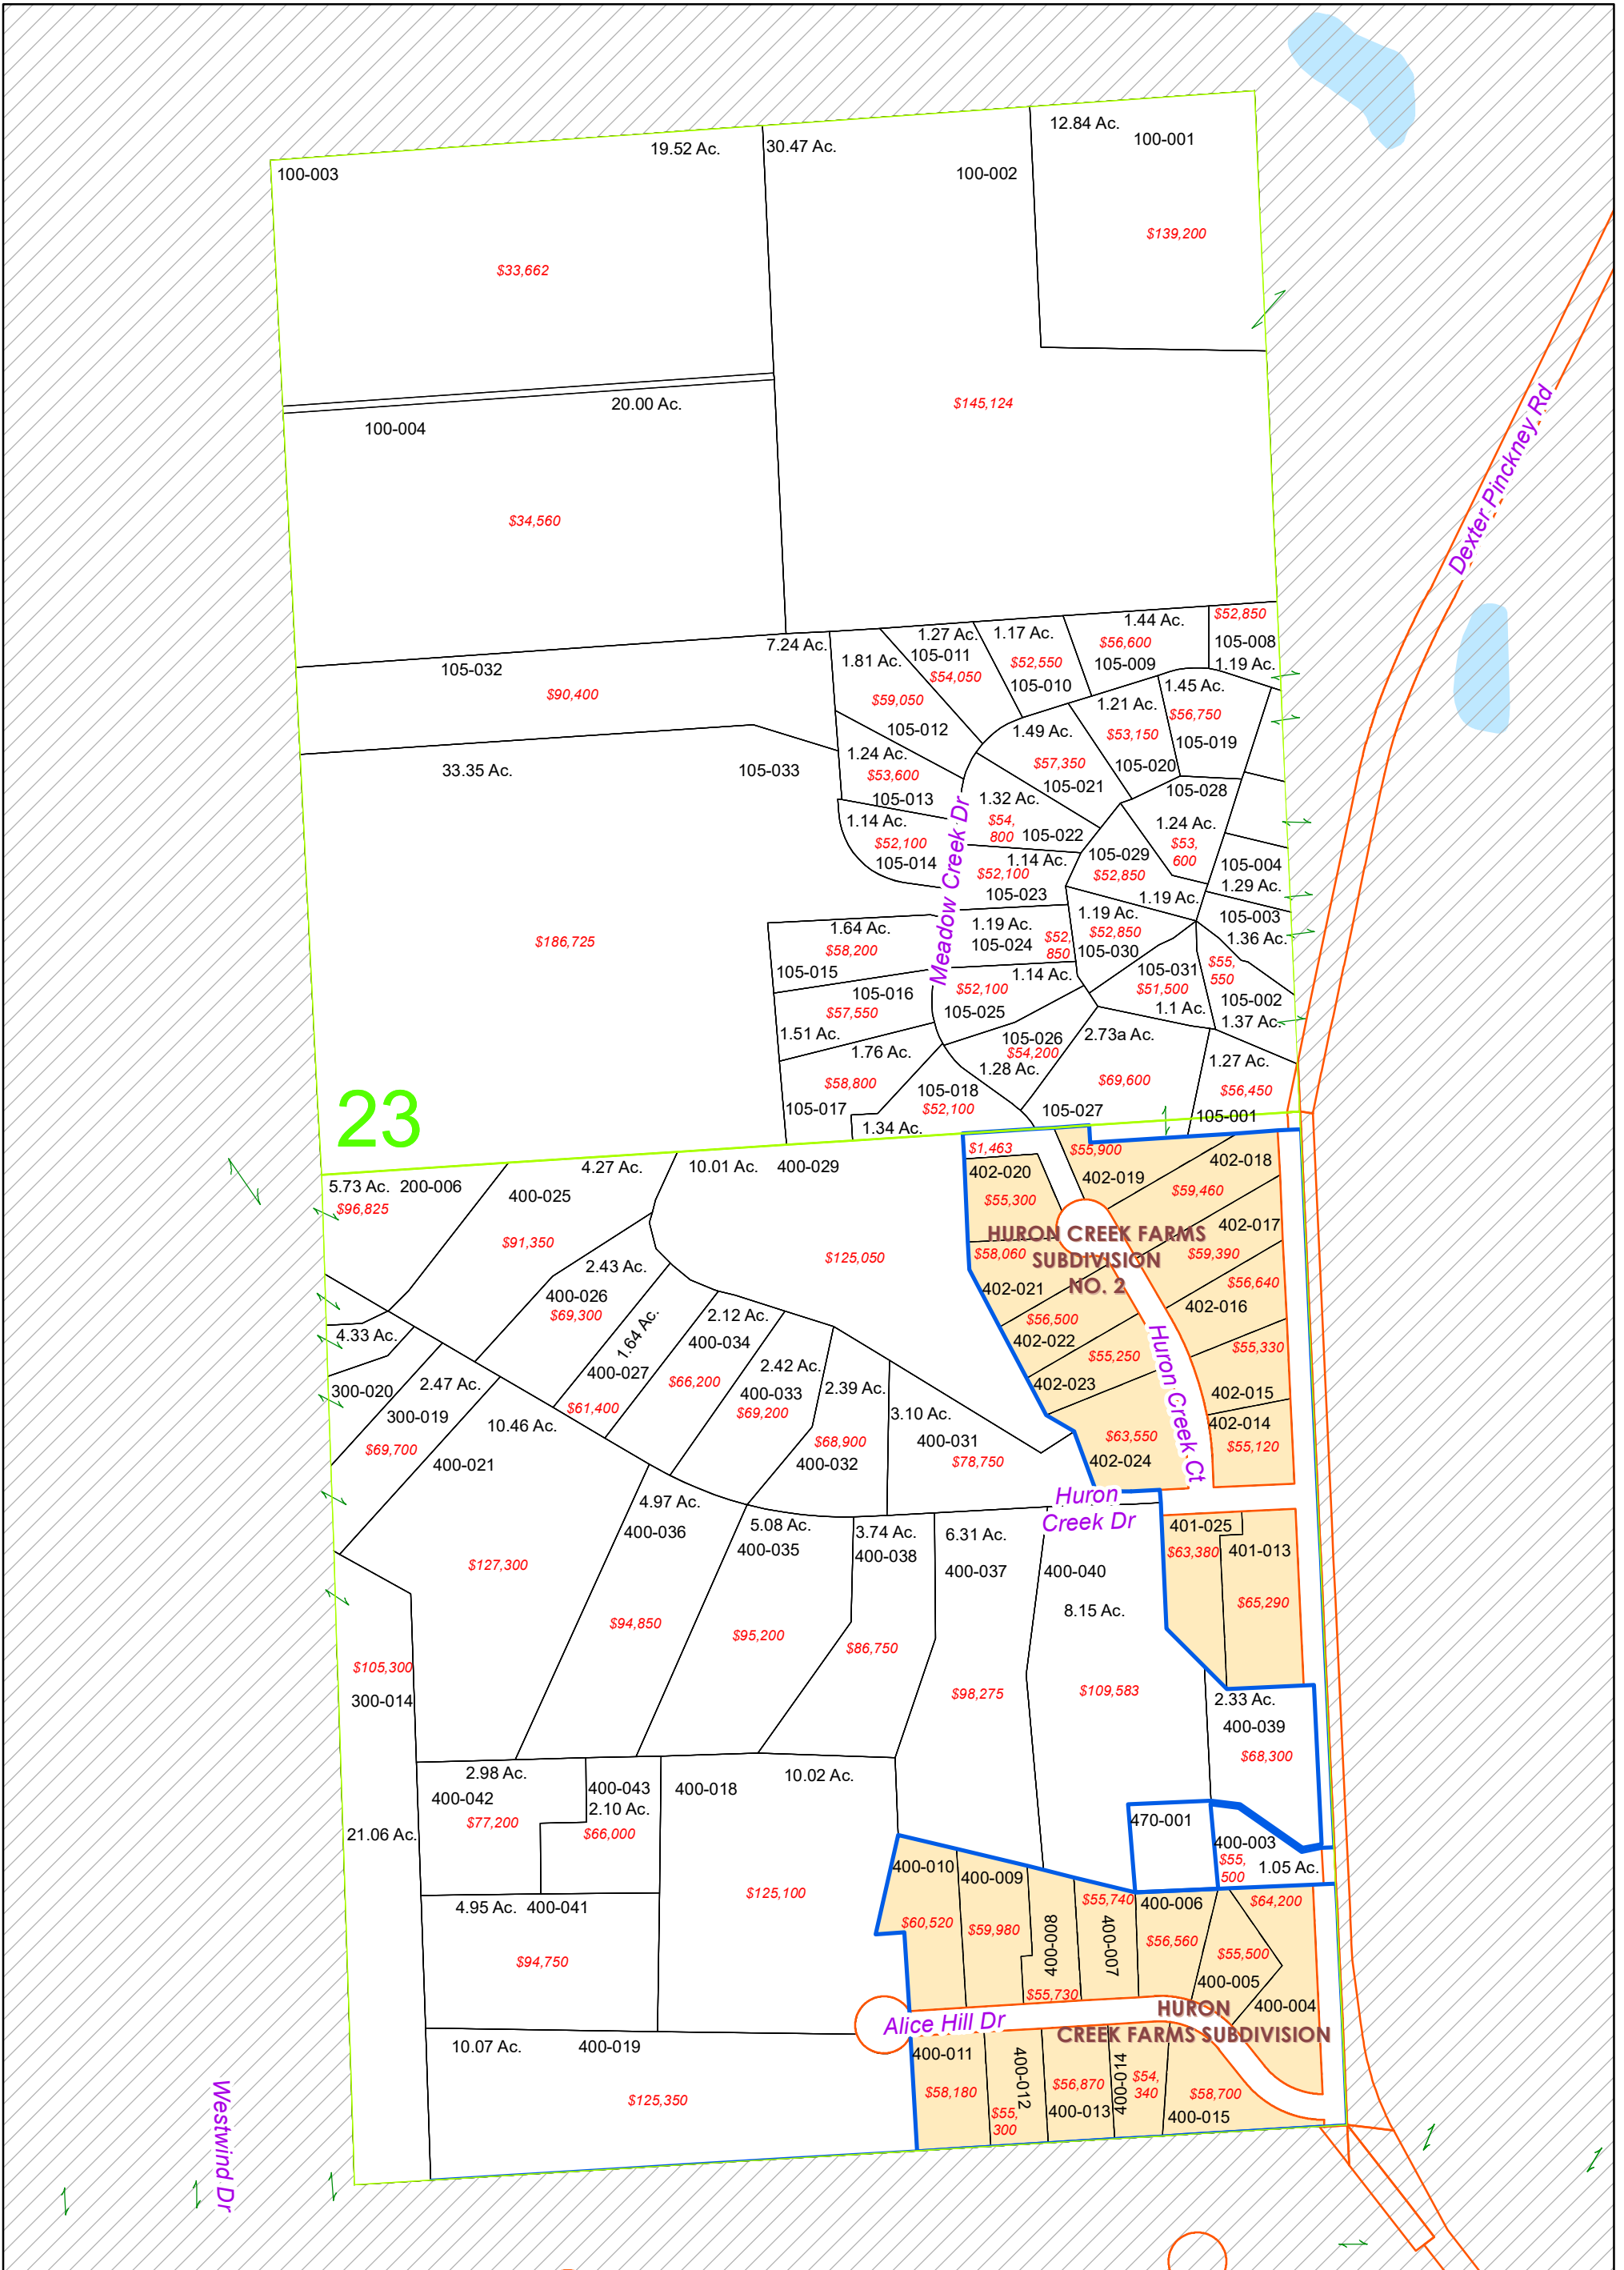 12.84 Ac.
100-001
19.52 Ac.
30.47 Ac.
100-003
100-002
$139,200
$33,662
$145,124
20.00 Ac.
100-004
$34,560
Dexter Pinckney Rd
7.24 Ac.
105-032
$90,400
1.81 Ac.
$59,050
105-012
1.27 Ac.
105-011
$54,050
1.17 Ac.
$52,550
105-010
1.44 Ac.
$56,600
105-009
$52,850
105-008
1.19 Ac.
33.35 Ac.
105-033
$186,725
1.24 Ac.
$53,600
105-013
1.14 Ac.
$52,100
105-014
1.49 Ac.
$57,350
105-021
1.21 Ac.
$53,150
105-020
1.45 Ac.
$56,750
105-019
105-028
1.24 Ac.
$53,
600
1.32 Ac.
$54,
800
105-022
Meadow Creek Dr
1.14 Ac.
$52,100
105-023
105-029
$52,850
1.19 Ac.
105-004
1.29 Ac.
105-003
1.36 Ac.
1.64 Ac.
$58,200
105-015
1.19 Ac.
105-024
$52,
850
1.19 Ac.
$52,850
105-030
105-031
$51,500
1.1 Ac.
$55,
550
105-002
1.37 Ac.
105-016
$57,550
1.51 Ac.
1.14 Ac.
$52,100
105-025
105-026
$54,200
1.28 Ac.
2.73a Ac.
$69,600
105-027
1.27 Ac.
$56,450
105-001
1.76 Ac.
$58,800
105-017
105-018
$52,100
1.34 Ac.
23
5.73 Ac.
200-006
$96,825
4.27 Ac.
400-025
$91,350
10.01 Ac.
400-029
$125,050
$1,463
402-020
$55,300
$55,900
402-019
402-018
$59,460
402-017
$59,390
HURON CREEK FARMS
SUBDIVISION
NO. 2
$58,060
402-021
$56,640
402-016
$56,500
402-022
$55,250
402-023
$55,330
402-015
402-014
$55,120
$63,550
402-024
Huron Creek Ct
2.43 Ac.
400-026
$69,300
1.64 Ac.
400-027
$61,400
2.12 Ac.
400-034
$66,200
2.42 Ac.
400-033
$69,200
2.39 Ac.
$68,900
400-032
3.10 Ac.
400-031
$78,750
4.33 Ac.
300-020
2.47 Ac.
300-019
$69,700
10.46 Ac.
400-021
$127,300
Huron
Creek Dr
4.97 Ac.
400-036
$94,850
5.08 Ac.
400-035
$95,200
3.74 Ac.
400-038
$86,750
6.31 Ac.
400-037
$98,275
400-040
8.15 Ac.
$109,583
401-025
$63,380
401-013
$65,290
$105,300
300-014
21.06 Ac.
2.33 Ac.
400-039
$68,300
2.98 Ac.
400-042
$77,200
400-043
2.10 Ac.
$66,000
400-018
10.02 Ac.
$125,100
470-001
400-003
$55,
500
1.05 Ac.
4.95 Ac.
400-041
$94,750
400-010
$60,520
400-009
$59,980
400-008
$55,730
$55,740
400-007
400-006
$56,560
$64,200
$55,500
400-005
400-004
HURON
CREEK FARMS SUBDIVISION
Alice Hill Dr
10.07 Ac.
400-019
$125,350
400-011
$58,180
400-012
$55,
300
$56,870
400-013
400-014
$54,
340
$58,700
400-015
Westwind Dr